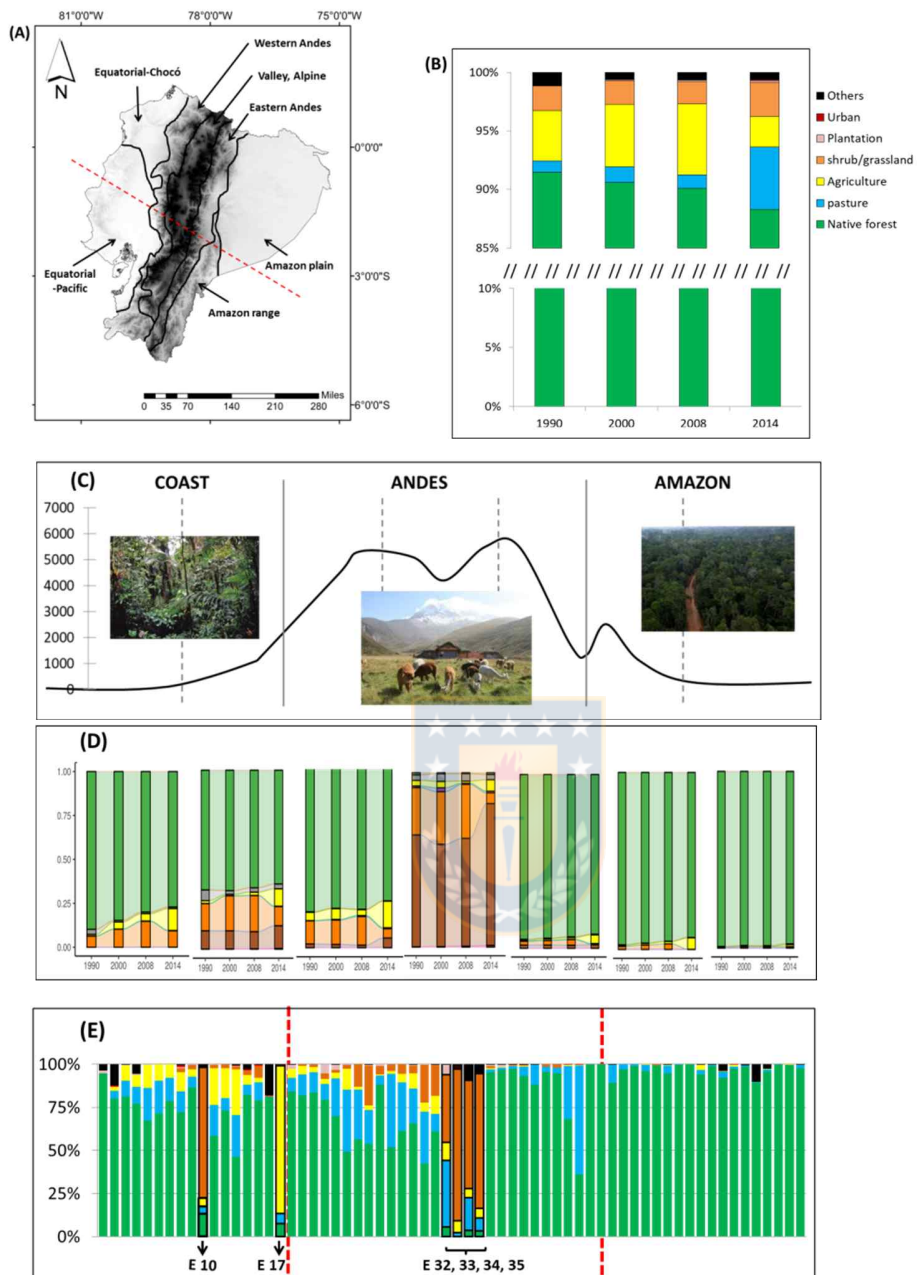 81°0'0"W 78°0'0"W 75°0'0"W
(A)
N
Equatorial-Chocó
Western Andes
Valley, Alpine
Eastern Andes
0°0'0"
Equatorial
-Pacific
Amazon plain
3°0'0"S
Amazon range
Miles
0 35 70 140 210 280
6°0'0"S
(B)
100%
95%
90%
85%
// // // // // // // // // // // //
10%
5%
0%
1990 2000 2008 2014
Others
Urban
Plantation
shrub/grassland
Agriculture
pasture
Native forest
(C)
COAST ANDES AMAZON
7000
6000
5000
4000
3000
2000
1000
0
(D)
1.00
0.75
0.50
0.25
0.00
1990 2000 2008 2014 1990 2000 2008 2014 1990 2000 2008 2014 1990 2000 2008 2014 1990 2000 2008 2014 1990 2000 2008 2014 1990 2000 2008 2014
(E)
100%
75%
50%
25%
0%
E 10 E 17 E 32, 33, 34, 35